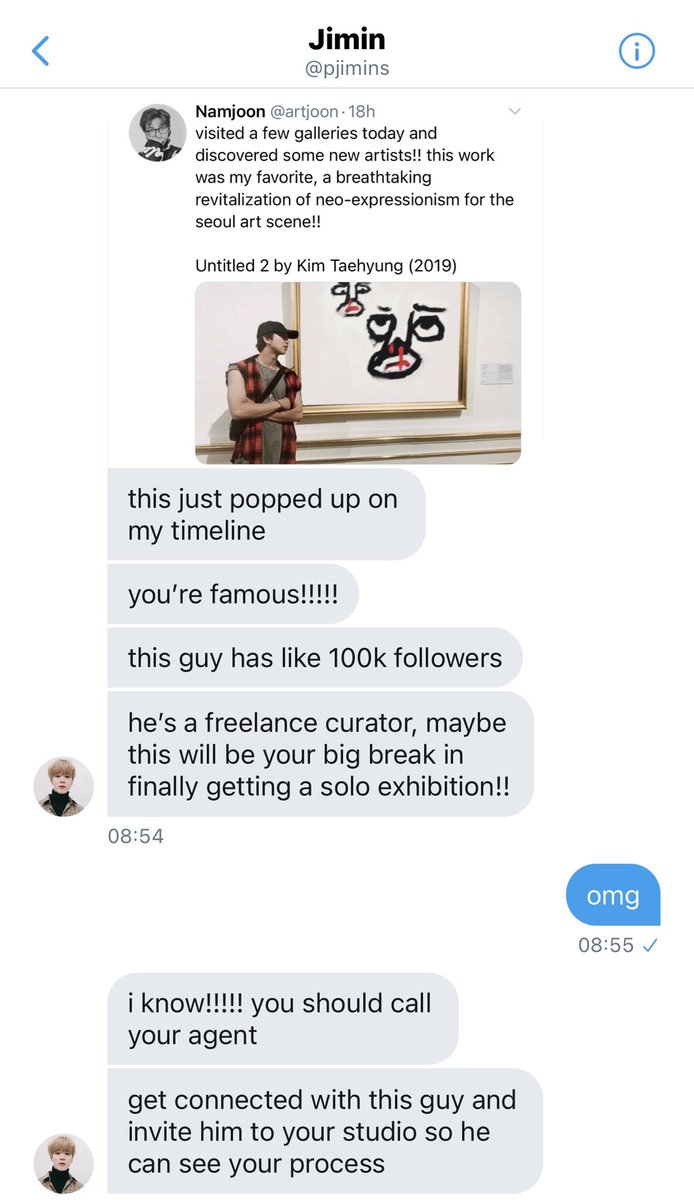 Jimin
@pjimins
Namjoon @artjoon · 18h
visited a few galleries today and
discovered some new artists!! this work
was my favorite, a breathtaking
revitalization of neo-expressionism for the
seoul art scene!!
Untitled 2 by Kim Taehyung (2019)
this just popped up on
my timeline
you’re famous!!!!!
this guy has like 100k followers
he’s a freelance curator, maybe
this will be your big break in
finally getting a solo exhibition!!
08:54
omg
08:55
i know!!!!! you should call
your agent
get connected with this guy and
invite him to your studio so he
can see your process